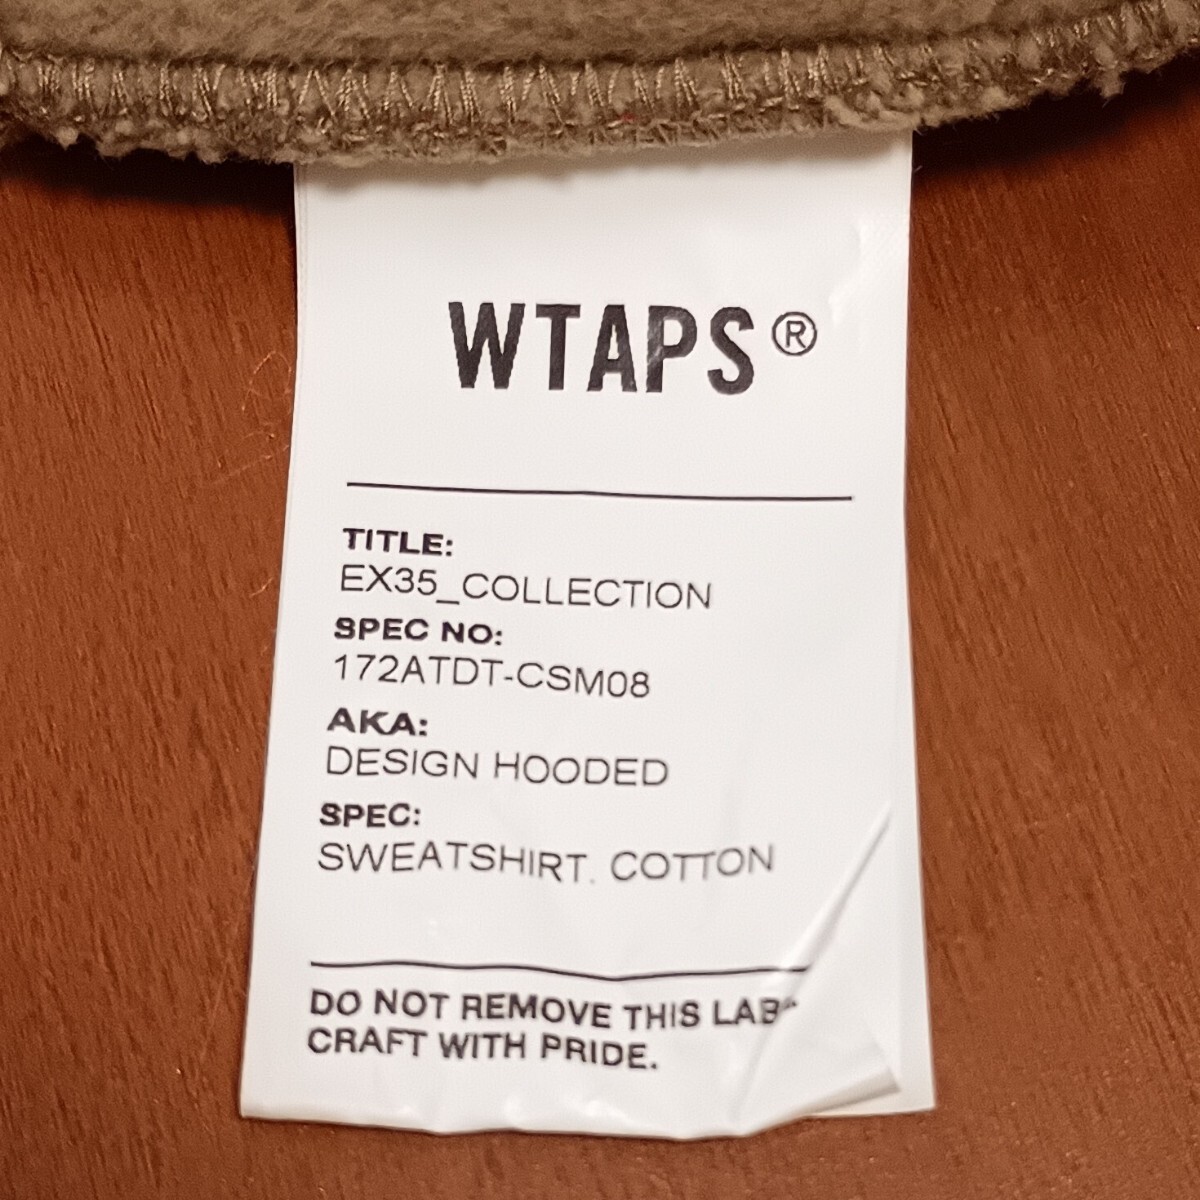 WTAPS®
TITLE:
EX35_COLLECTION
SPEC NO:
172ATDT-CSM08
AKA:
DESIGN HOODED
SPEC:
SWEATSHIRT. COTTON
DO NOT REMOVE THIS
CRAFT WITH PRIDE.